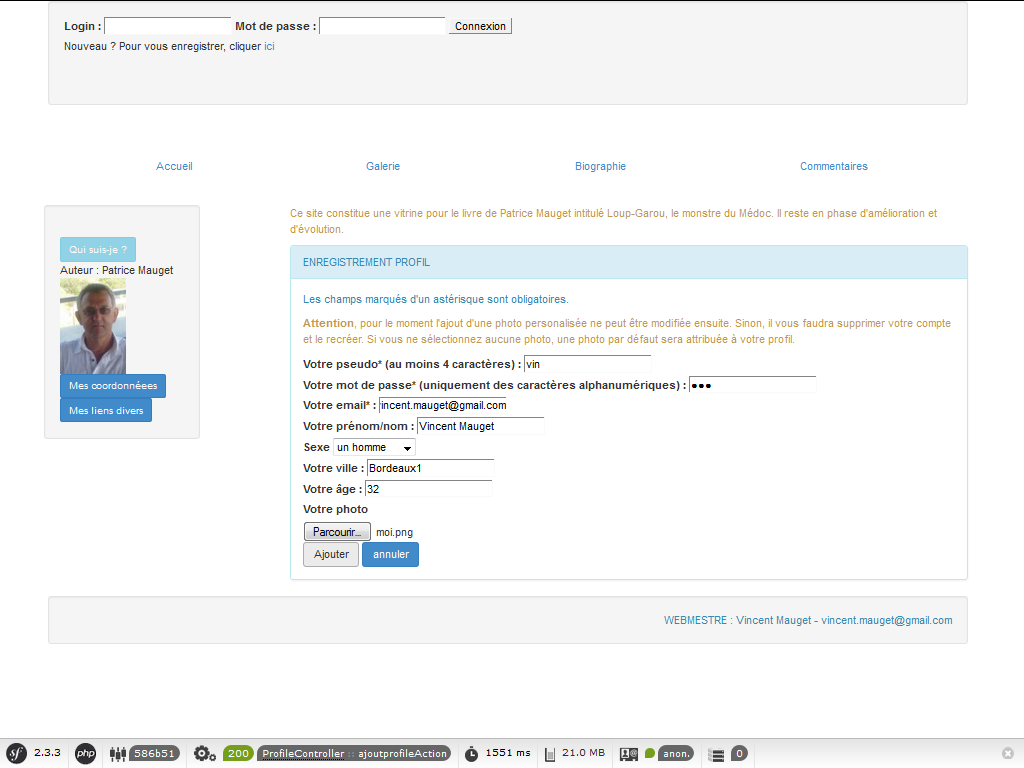 Login : Mot de passe : Connexion
Nouveau ? Pour vous enregistrer, cliquer ici
Accueil Galerie Biographie Commentaires
Qui suis-je ?
Auteur : Patrice Mauget
Mes coordonnéees
Mes liens divers
Ce site constitue une vitrine pour le livre de Patrice Mauget intitulé Loup-Garou, le monstre du Médoc. Il reste en phase d'amélioration et
d'évolution.
ENREGISTREMENT PROFIL
Les champs marqués d'un astérisque sont obligatoires.
Attention, pour le moment l'ajout d'une photo personalisée ne peut être modifiée ensuite. Sinon, il vous faudra supprimer votre compte
et le recréer. Si vous ne sélectionnez aucune photo, une photo par défaut sera attribuée à votre profil.
Votre pseudo* (au moins 4 caractères) : vin
Votre mot de passe* (uniquement des caractères alphanumériques) : ●●●
Votre email* : incent.mauget@gmail.com
Votre prénom/nom : Vincent Mauget
Sexe un homme
Votre ville : Bordeaux1
Votre âge : 32
Votre photo
Parcourir... moi.png
Ajouter annuler
WEBMESTRE : Vincent Mauget - vincent.mauget@gmail.com
sf 2.3.3 php 586b51 200 ProfileController :: ajoutprofileAction 1551 ms 21.0 MB anon. 0